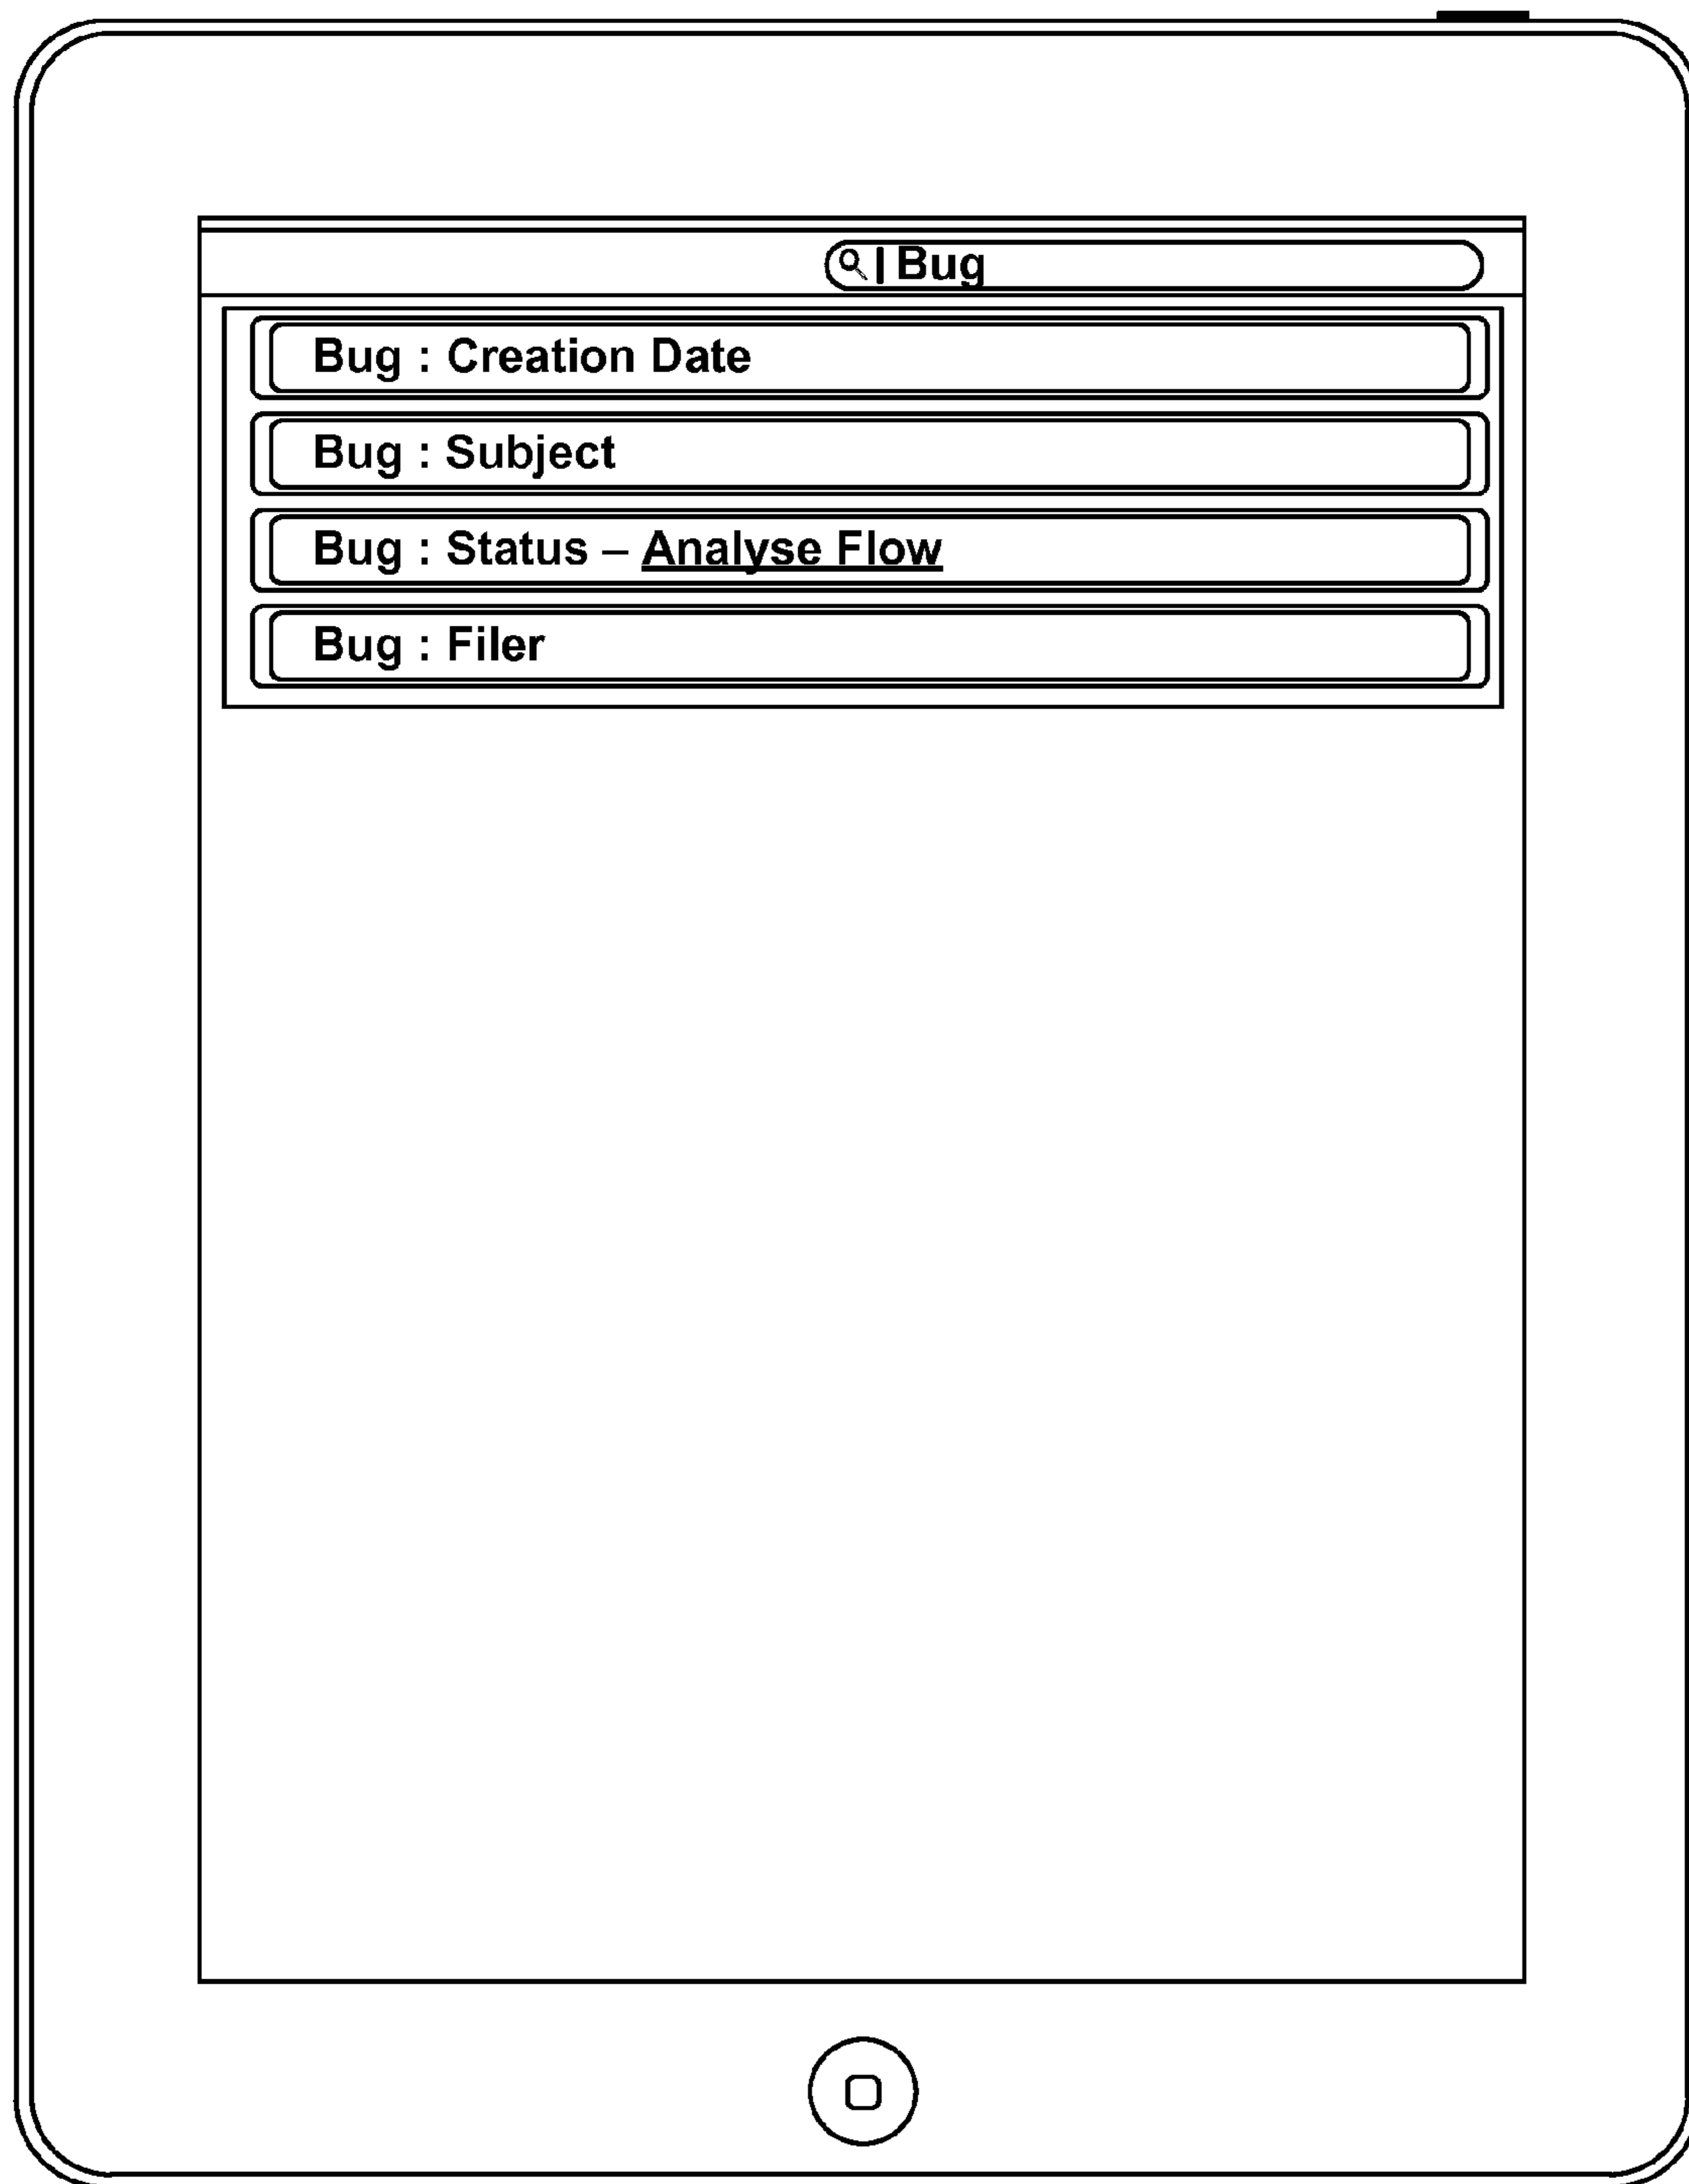 | Bug
Bug : Creation Date
Bug : Subject
Bug : Status – Analyse Flow
Bug : Filer